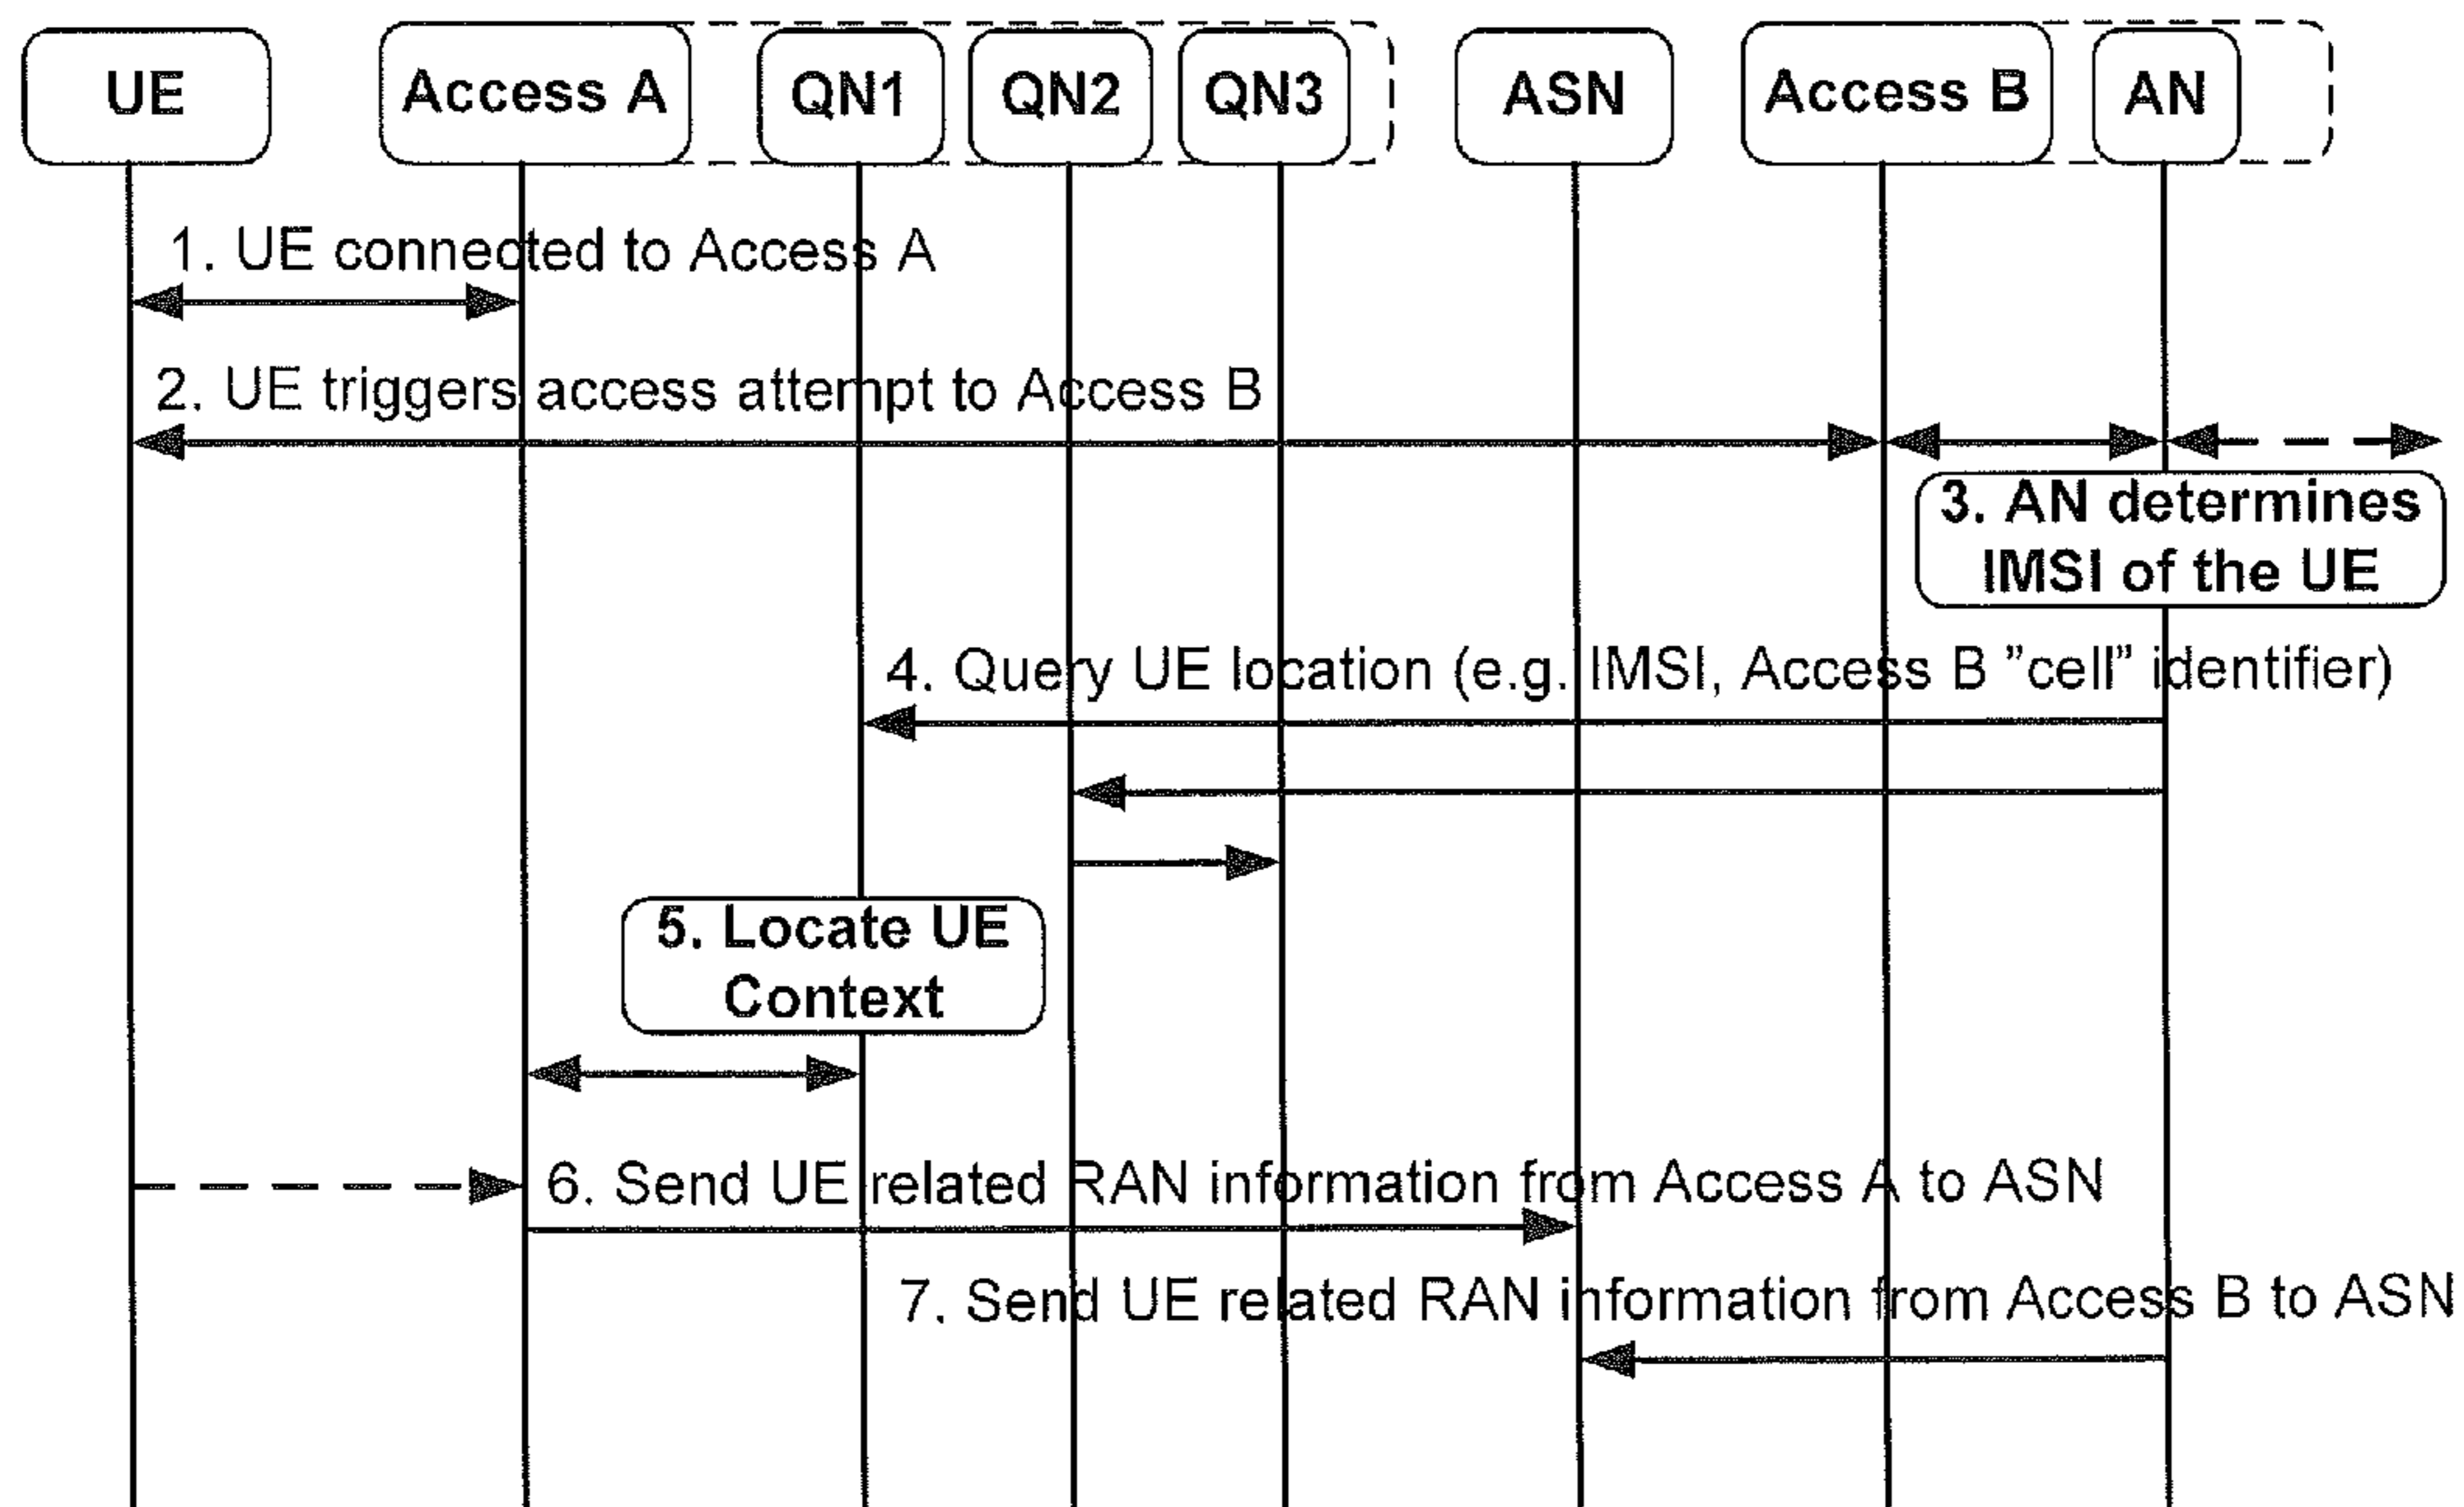 UE Access A QN1 QN2 QN3 ASN Access B AN
1. UE connected to Access A
2. UE triggers access attempt to Access B
3. AN determines
IMSI of the UE
4. Query UE location (e.g. IMSI, Access B ”cell” identifier)
5. Locate UE
Context
6. Send UE related RAN information from Access A to ASN
7. Send UE related RAN information from Access B to ASN